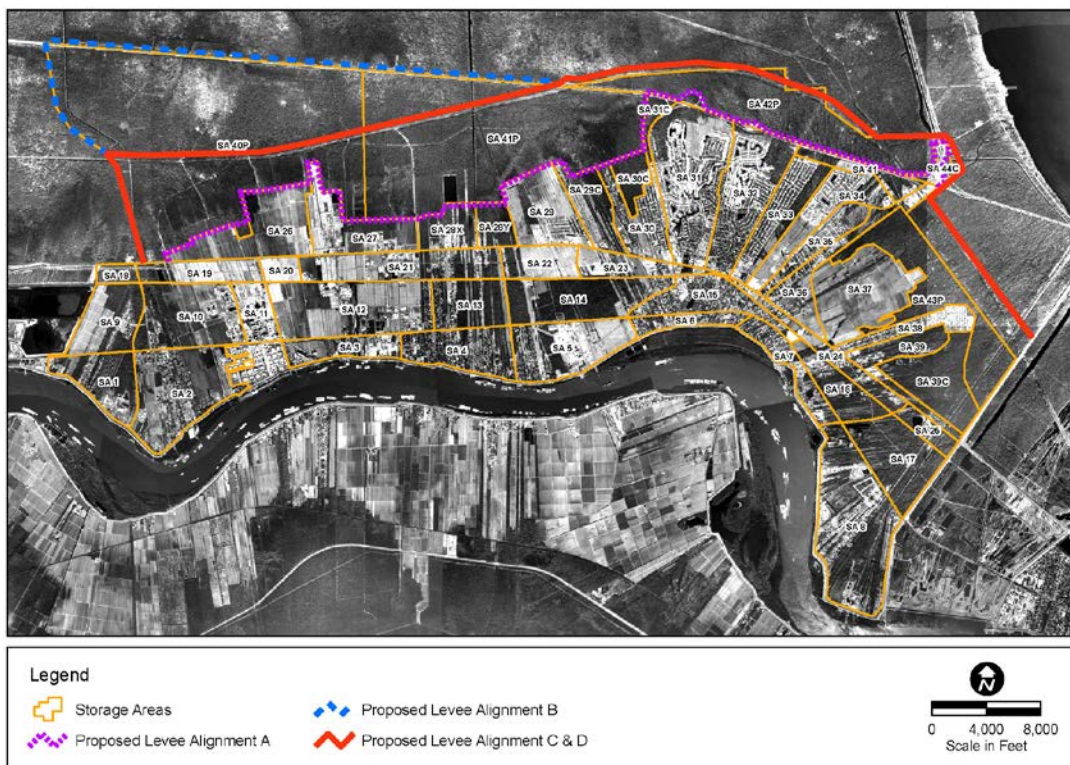 SA 31C
SA 42P
SA 40P
SA 41P
SA 41
SA 44C
SA 30C
SA 31
SA 32
SA 29C
SA 34
SA 29
SA 30
SA 33
SA 26
SA 27
SA 28X
SA 28Y
SA 35
SA 18
SA 19
SA 20
SA 21
SA 22
SA 23
SA 36
SA 37
SA 15
SA 43P
SA 9
SA 10
SA 11
SA 12
SA 13
SA 14
SA 6
SA 38
SA 3
SA 4
SA 5
SA 7
SA 24
SA 39
SA 1
SA 2
SA 16
SA 39C
SA 17
SA 8
Legend
Storage Areas
Proposed Levee Alignment A
Proposed Levee Alignment B
Proposed Levee Alignment C & D
N
0 4,000 8,000
Scale in Feet